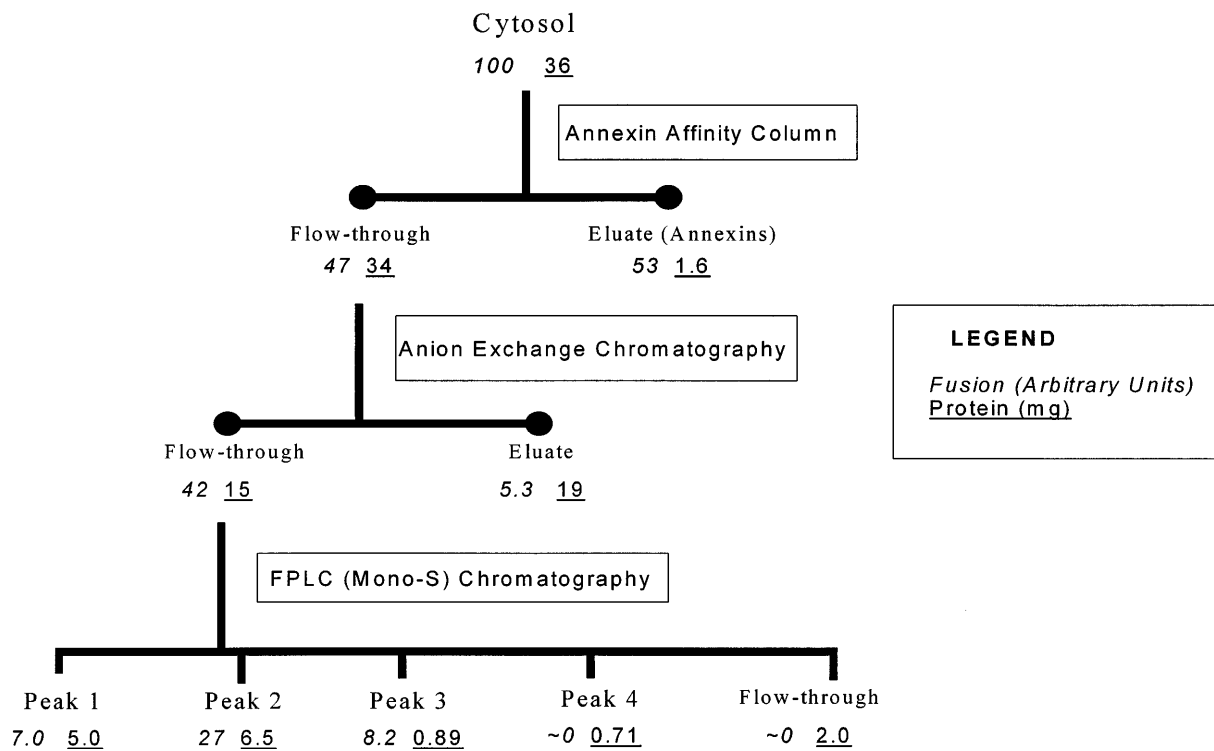 Cytosol
100 36
Annexin Affinity Column
Flow-through
47 34
Eluate (Annexins)
53 1.6
Anion Exchange Chromatography
LEGEND
Fusion (Arbitrary Units)
Protein (mg)
Flow-through
42 15
Eluate
5.3 19
FPLC (Mono-S) Chromatography
Peak 1
7.0 5.0
Peak 2
27 6.5
Peak 3
8.2 0.89
Peak 4
~0 0.71
Flow-through
~0 2.0